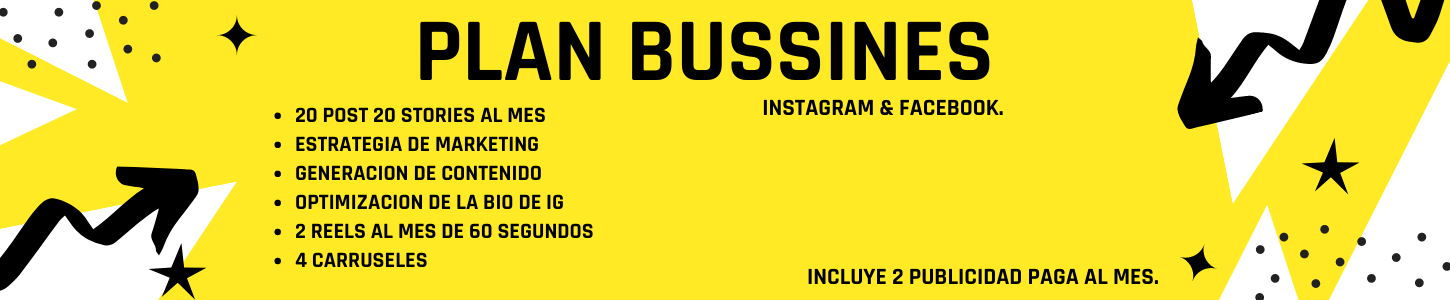 PLAN BUSSINES
INSTAGRAM & FACEBOOK.
• 20 POST 20 STORIES AL MES
• ESTRATEGIA DE MARKETING
• GENERACION DE CONTENIDO
• OPTIMIZACION DE LA BIO DE IG
• 2 REELS AL MES DE 60 SEGUNDOS
• 4 CARRUSELES
INCLUYE 2 PUBLICIDAD PAGA AL MES.